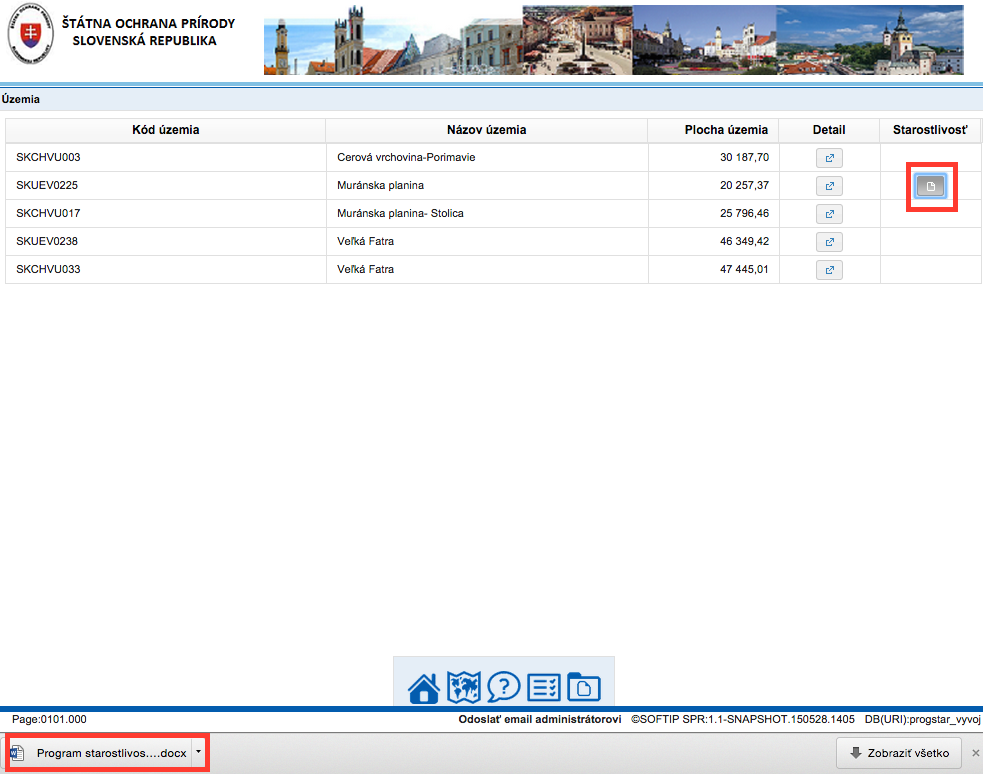 ŠTÁTNA OCHRANA PRÍRODY
SLOVENSKÁ REPUBLIKA
Územia
Kód územia Názov územia Plocha územia Detail Starostlivosť
SKCHVU003 Cerová vrchovina-Porimavie 30 187,70
SKUEV0225 Muránska planina 20 257,37
SKCHVU017 Muránska planina- Stolica 25 796,46
SKUEV0238 Veľká Fatra 46 349,42
SKCHVU033 Veľká Fatra 47 445,01
Page:0101.000 Odoslať email administrátorovi ©SOFTIP SPR:1.1-SNAPSHOT.150528.1405 DB(URI):progstar_vyvoj
Program starostlivos....docx Zobraziť všetko